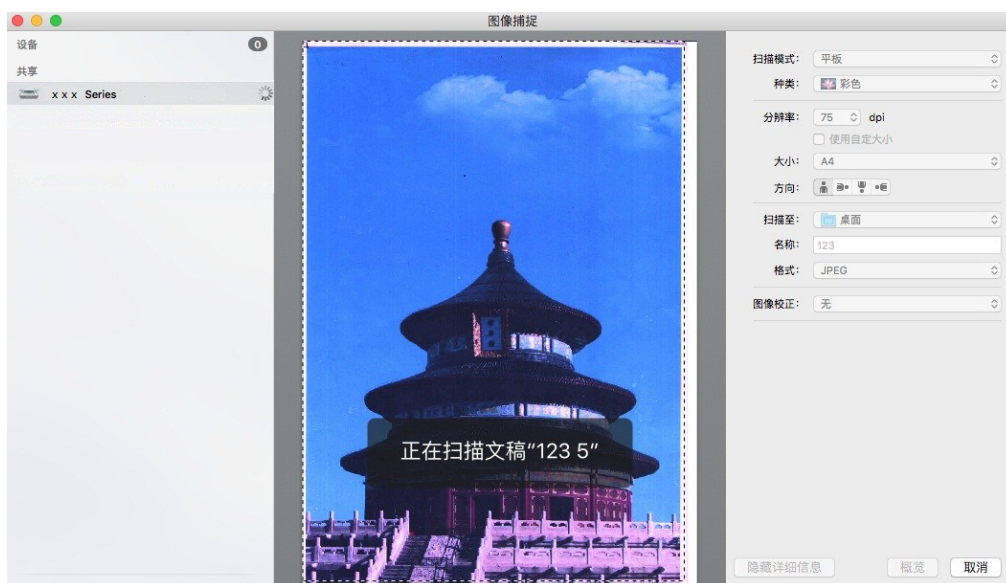 图像捕捉
设备 0
共享
x x x Series
扫描模式: 平板
种类: 彩色
分辨率: 75 dpi
使用自定大小
大小: A4
方向:
扫描至: 桌面
名称: 123
格式: JPEG
图像校正: 无
正在扫描文稿“123 5”
隐藏详细信息 概览 取消